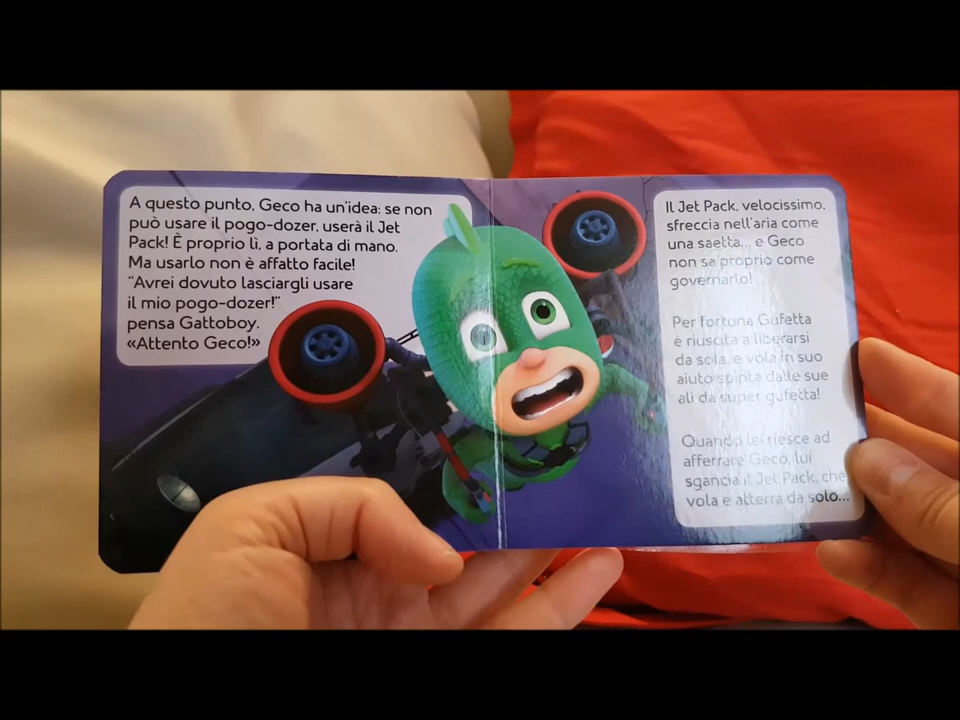 A questo punto, Geco ha un'idea: se non
può usare il pogo-dozer, userà il Jet
Pack! È proprio lì, a portata di mano.
Ma usarlo non è affatto facile!
"Avrei dovuto lasciargli usare
il mio pogo-dozer!"
pensa Gattoboy.
«Attento Geco!»
Il Jet Pack, velocissimo,
sfreccia nell'aria come
una saetta... e Geco
non sa proprio come
governarlo!
Per fortuna Gufetta
è riuscita a liberarsi
da sola, e vola in suo
aiuto spinta dalle sue
ali da super gufetta!
Quando lei riesce ad
afferrare Geco, lui
sgancia il Jet Pack, che
vola e atterra da solo...